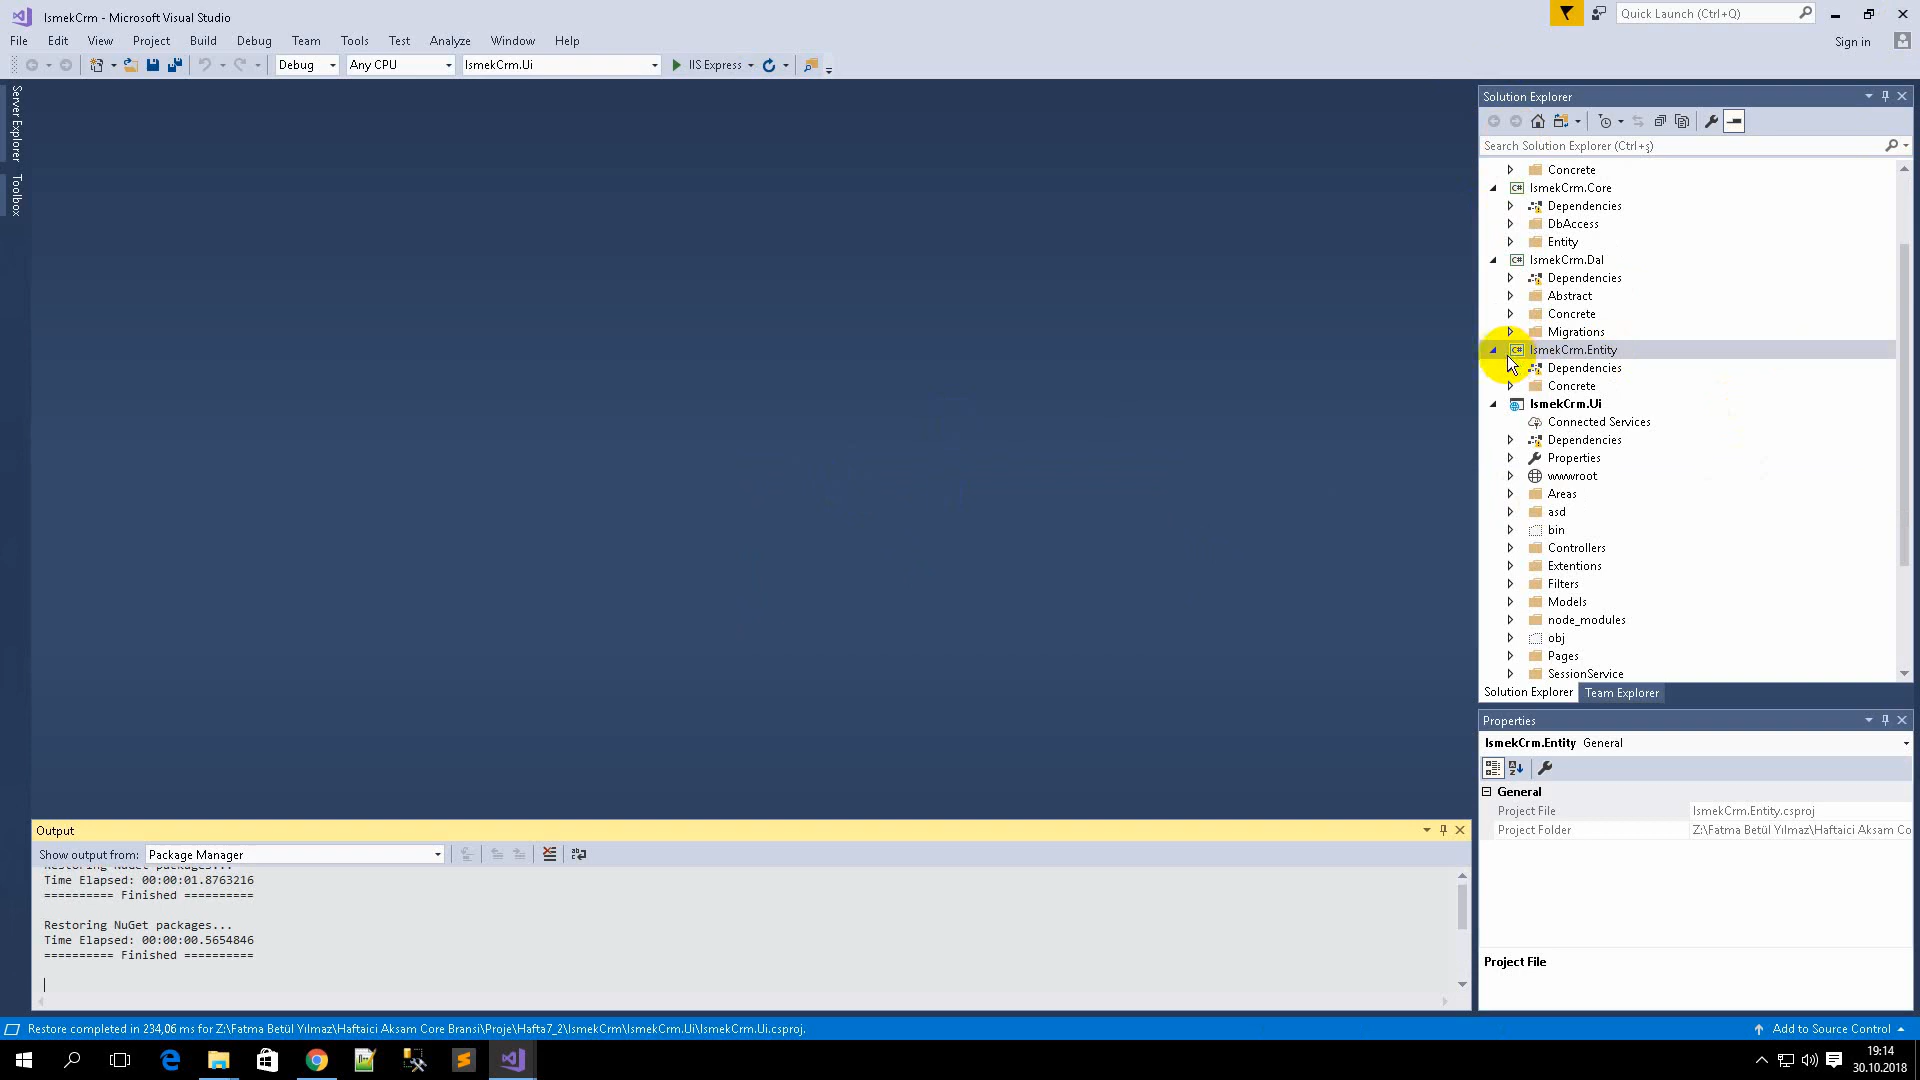 IsmekCrm - Microsoft Visual Studio
Quick Launch (Ctrl+Q)
File Edit View Project Build Debug Team Tools Test Analyze Window Help
Sign in
Debug Any CPU IsmekCrm.Ui IIS Express
Server Explorer
Toolbox
Solution Explorer
Search Solution Explorer (Ctrl+ş)
Concrete
IsmekCrm.Core
Dependencies
DbAccess
Entity
IsmekCrm.Dal
Dependencies
Abstract
Concrete
Migrations
IsmekCrm.Entity
Dependencies
Concrete
IsmekCrm.Ui
Connected Services
Dependencies
Properties
wwwroot
Areas
asd
bin
Controllers
Extentions
Filters
Models
node_modules
obj
Pages
SessionService
Solution Explorer Team Explorer
Properties
IsmekCrm.Entity General
General
Project File IsmekCrm.Entity.csproj
Project Folder Z:\Fatma Betül Yılmaz\Haftaici Aksam Co
Project File
Output
Show output from: Package Manager
Restoring NuGet packages...
Time Elapsed: 00:00:01.8763216
========== Finished ==========
Restoring NuGet packages...
Time Elapsed: 00:00:00.5654846
========== Finished ==========
Restore completed in 234,06 ms for Z:\Fatma Betül Yılmaz\Haftaici Aksam Core Bransi\Proje\Hafta7_2\IsmekCrm\IsmekCrm.Ui\IsmekCrm.Ui.csproj.
Add to Source Control
19:14
30.10.2018